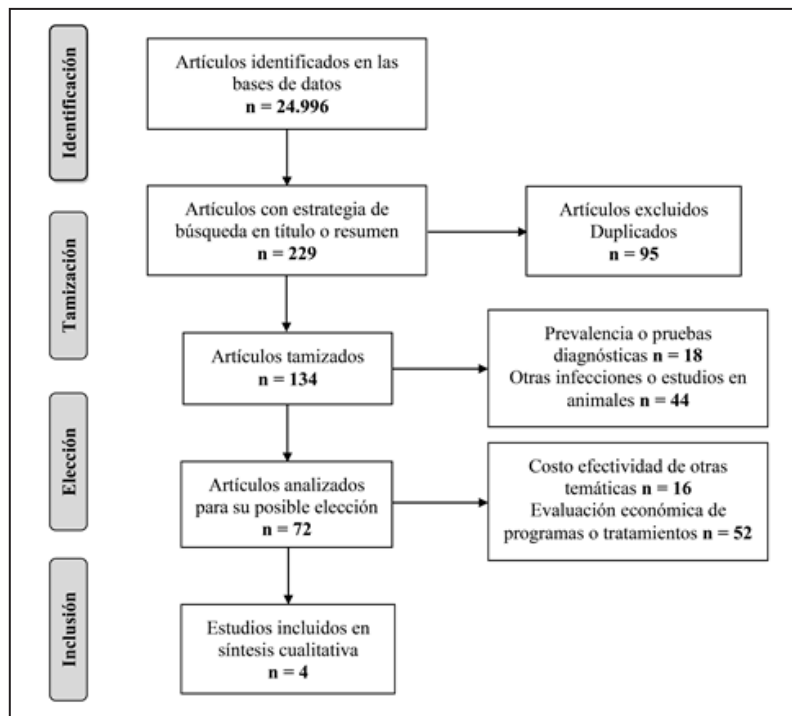 Identificación
Artículos identificados en las
bases de datos
n = 24.996
Tamización
Artículos con estrategia de
búsqueda en título o resumen
n = 229
Artículos excluidos
Duplicados
n = 95
Artículos tamizados
n = 134
Prevalencia o pruebas
diagnósticas n = 18
Otras infecciones o estudios en
animales n = 44
Elección
Artículos analizados
para su posible elección
n = 72
Costo efectividad de otras
temáticas n = 16
Evaluación económica de
programas o tratamientos n = 52
Inclusión
Estudios incluidos en
síntesis cualitativa
n = 4